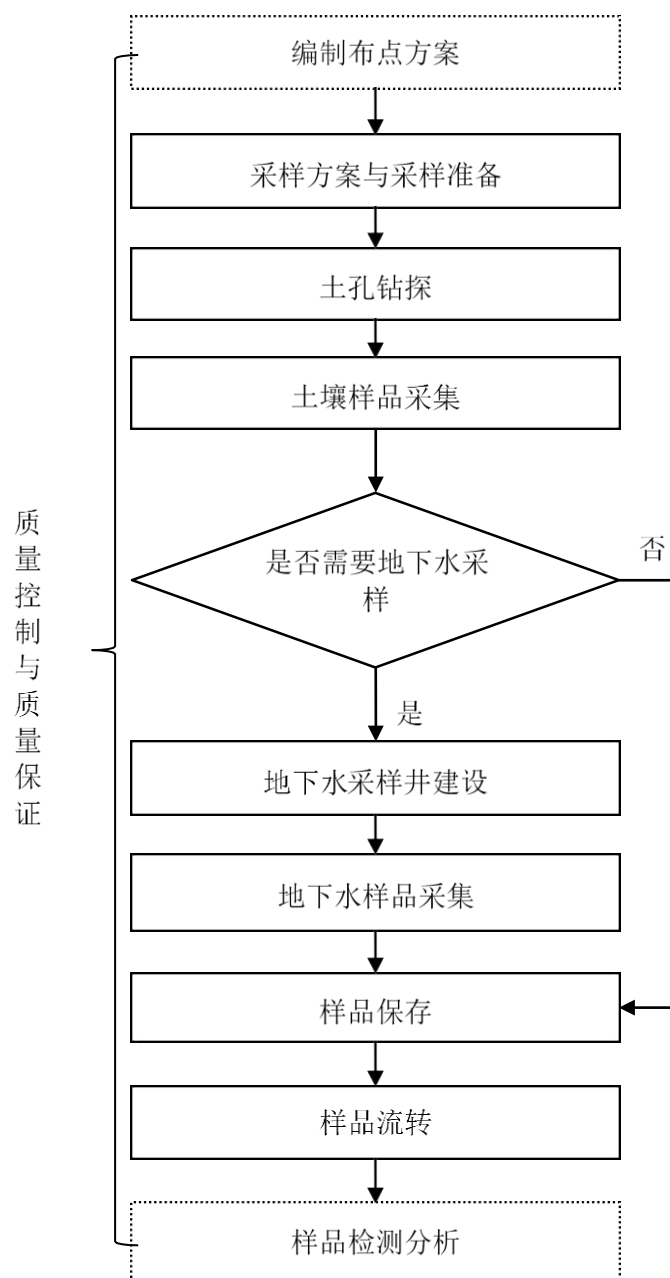 编制布点方案
采样方案与采样准备
土孔钻探
土壤样品采集
是否需要地下水采
样
否
是
地下水采样井建设
地下水样品采集
样品保存
样品流转
样品检测分析
质
量
控
制
与
质
量
保
证